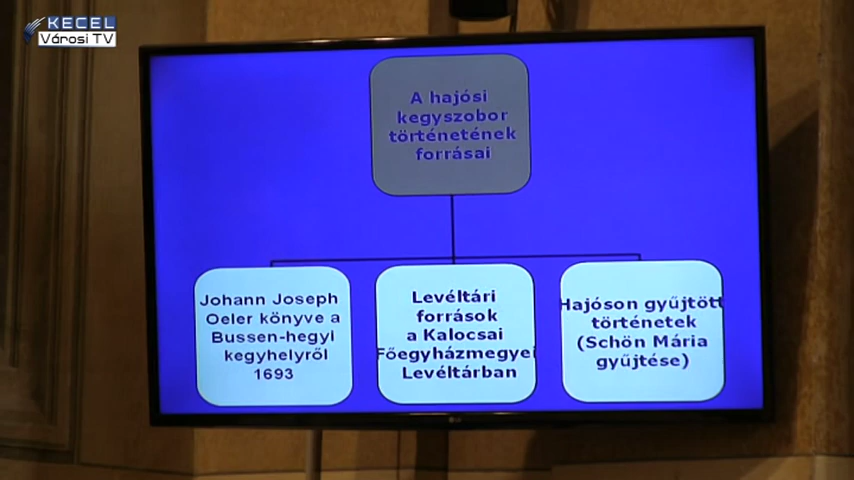 KECEL
Városi TV
A hajósi
kegyszobor
történetének
forrásai
Johann Joseph
Oeler könyve a
Bussen-hegyi
kegyhelyről
1693
Levéltári
források
a Kalocsai
Főegyházmegyei
Levéltárban
Hajóson gyűjtött
történetek
(Schön Mária
gyűjtése)
LG